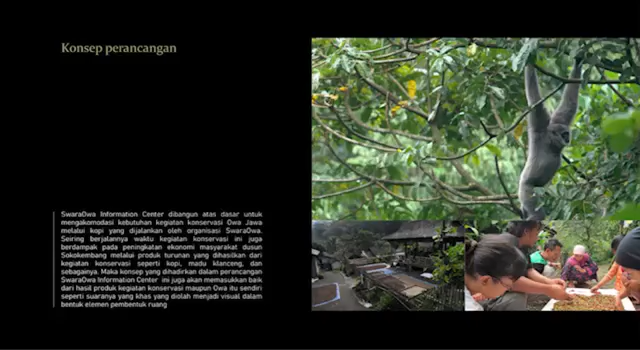 Konsep perancangan
SwaraOwa Information Center dibangun atas dasar untuk
mengakomodasi kebutuhan kegiatan konservasi Owa Jawa
melalui kopi yang dijalankan oleh organisasi SwaraOwa.
Seiring berjalannya waktu kegiatan konservasi ini juga
berdampak pada peningkatan ekonomi masyarakat dusun
Sokokembang melalui produk turunan yang dihasilkan dari
kegiatan konservasi seperti kopi, madu klanceng, dan
sebagainya. Maka konsep yang dihadirkan dalam perancangan
SwaraOwa Information Center ini juga akan memasukkan baik
dari hasil produk kegiatan konservasi maupun Owa itu sendiri
seperti suaranya yang khas yang diolah menjadi visual dalam
bentuk elemen pembentuk ruang